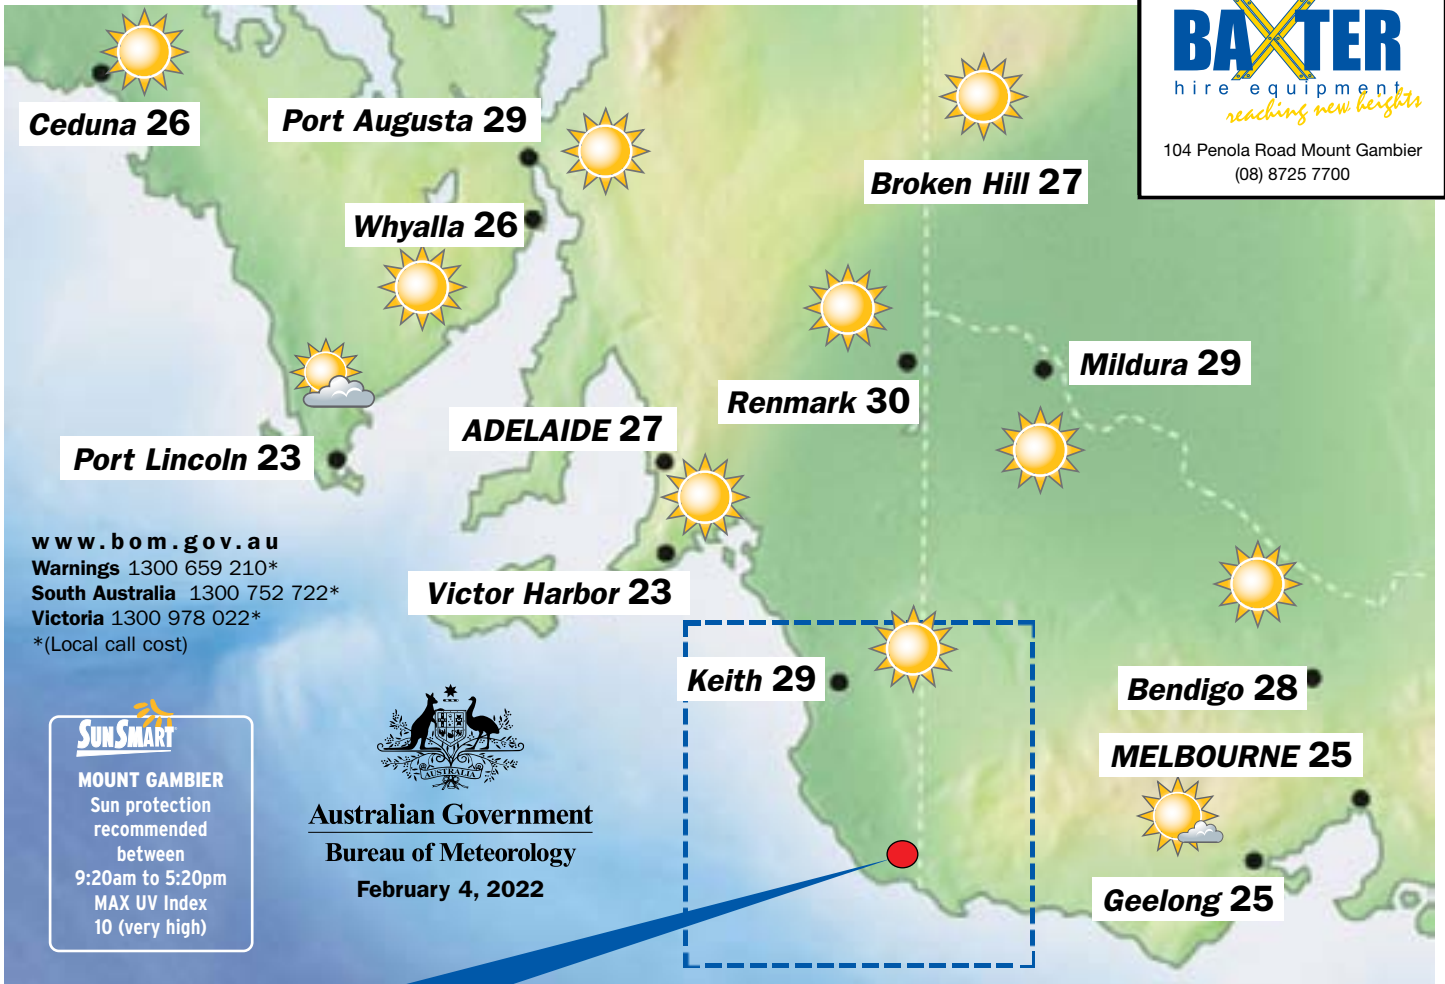 BAXTER
hire equipment
reaching new heights
104 Penola Road Mount Gambier
(08) 8725 7700
Ceduna 26
Port Augusta 29
Broken Hill 27
Whyalla 26
Mildura 29
Renmark 30
ADELAIDE 27
Port Lincoln 23
www.bom.gov.au
Warnings 1300 659 210*
South Australia 1300 752 722*
Victoria 1300 978 022*
*(Local call cost)
Victor Harbor 23
Keith 29
Bendigo 28
MELBOURNE 25
Geelong 25
SUNSMART
MOUNT GAMBIER
Sun protection
recommended
between
9:20am to 5:20pm
MAX UV Index
10 (very high)
AUSTRALIA
Australian Government
Bureau of Meteorology
February 4, 2022